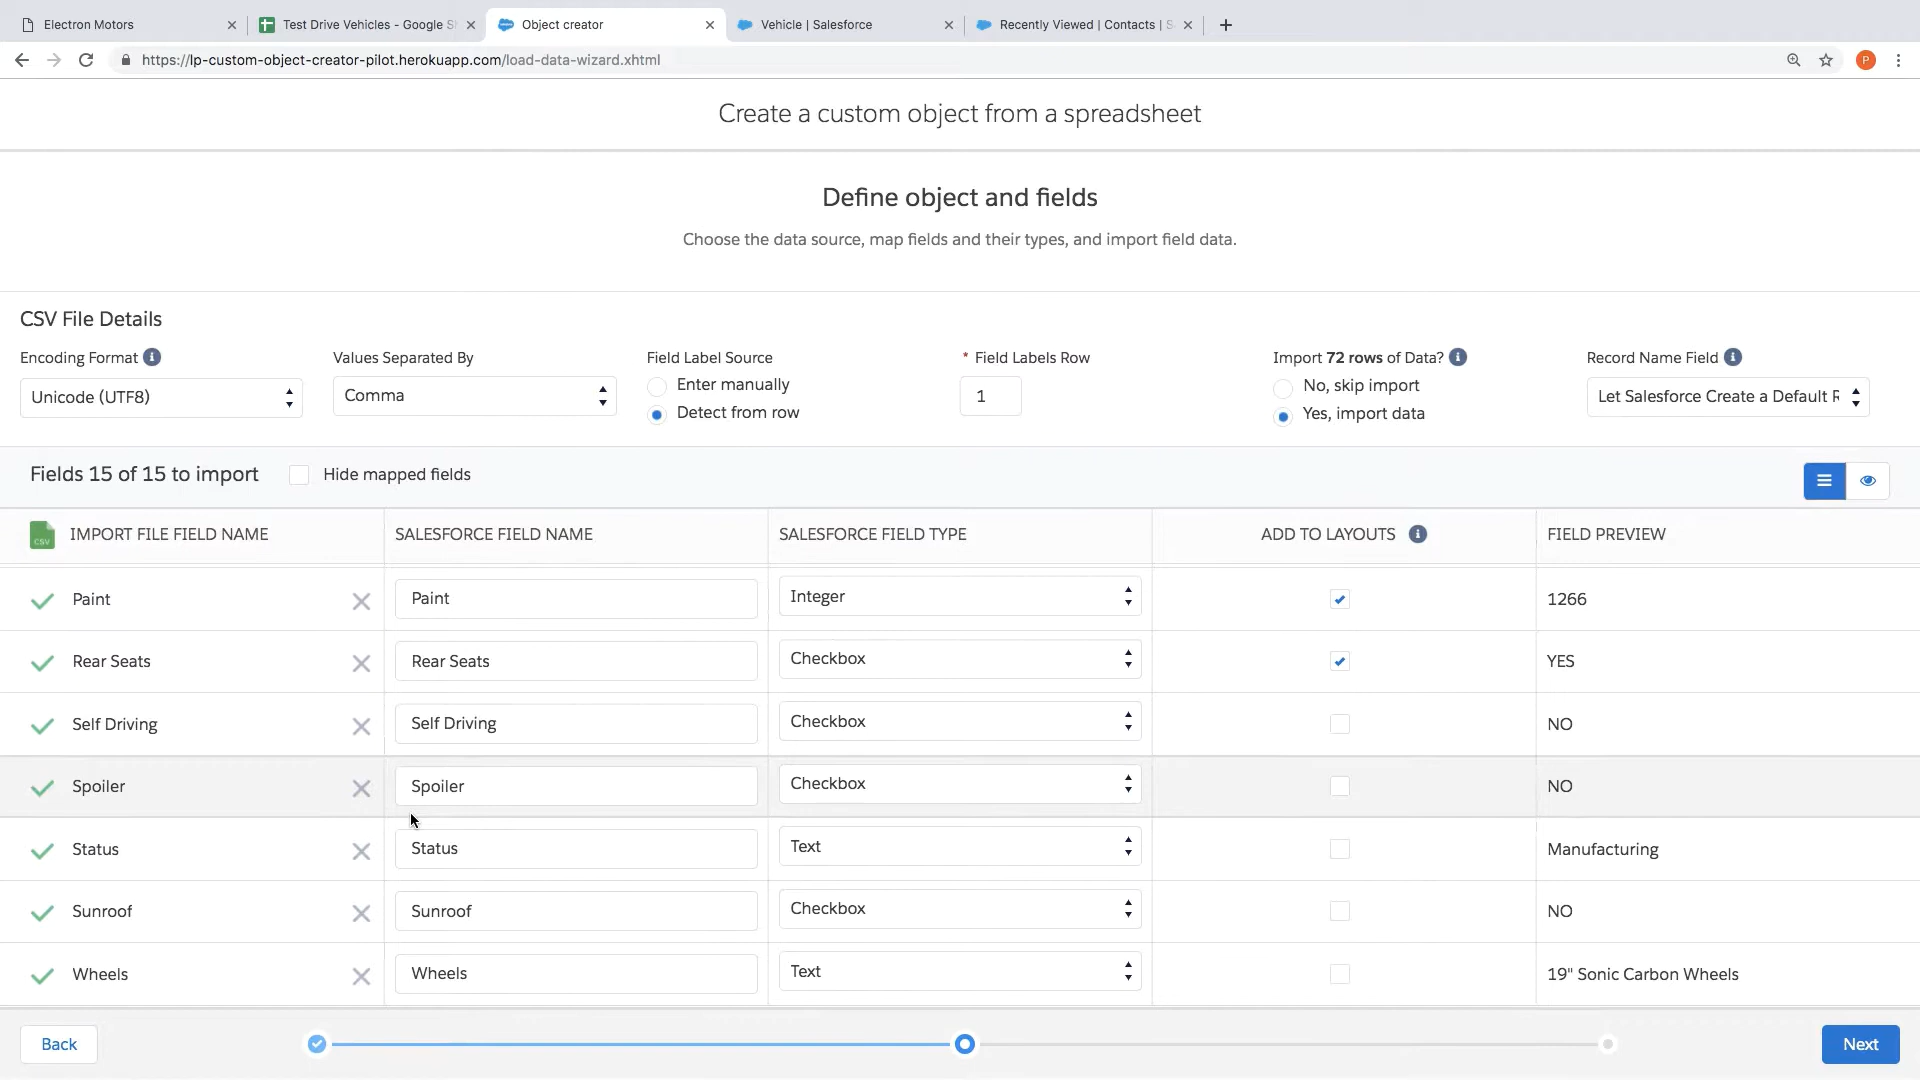 Electron Motors
Test Drive Vehicles - Google S
Object creator
Vehicle | Salesforce
Recently Viewed | Contacts | S
https://lp-custom-object-creator-pilot.herokuapp.com/load-data-wizard.xhtml
P
Create a custom object from a spreadsheet
Define object and fields
Choose the data source, map fields and their types, and import field data.
CSV File Details
Encoding Format
Values Separated By
Field Label Source
* Field Labels Row
Import 72 rows of Data?
Record Name Field
Unicode (UTF8)
Comma
Enter manually
Detect from row
1
No, skip import
Yes, import data
Let Salesforce Create a Default R
Fields 15 of 15 to import
Hide mapped fields
CSV
IMPORT FILE FIELD NAME
SALESFORCE FIELD NAME
SALESFORCE FIELD TYPE
ADD TO LAYOUTS
FIELD PREVIEW
Paint
Paint
Integer
1266
Rear Seats
Rear Seats
Checkbox
YES
Self Driving
Self Driving
Checkbox
NO
Spoiler
Spoiler
Checkbox
NO
Status
Status
Text
Manufacturing
Sunroof
Sunroof
Checkbox
NO
Wheels
Wheels
Text
19" Sonic Carbon Wheels
Back
Next